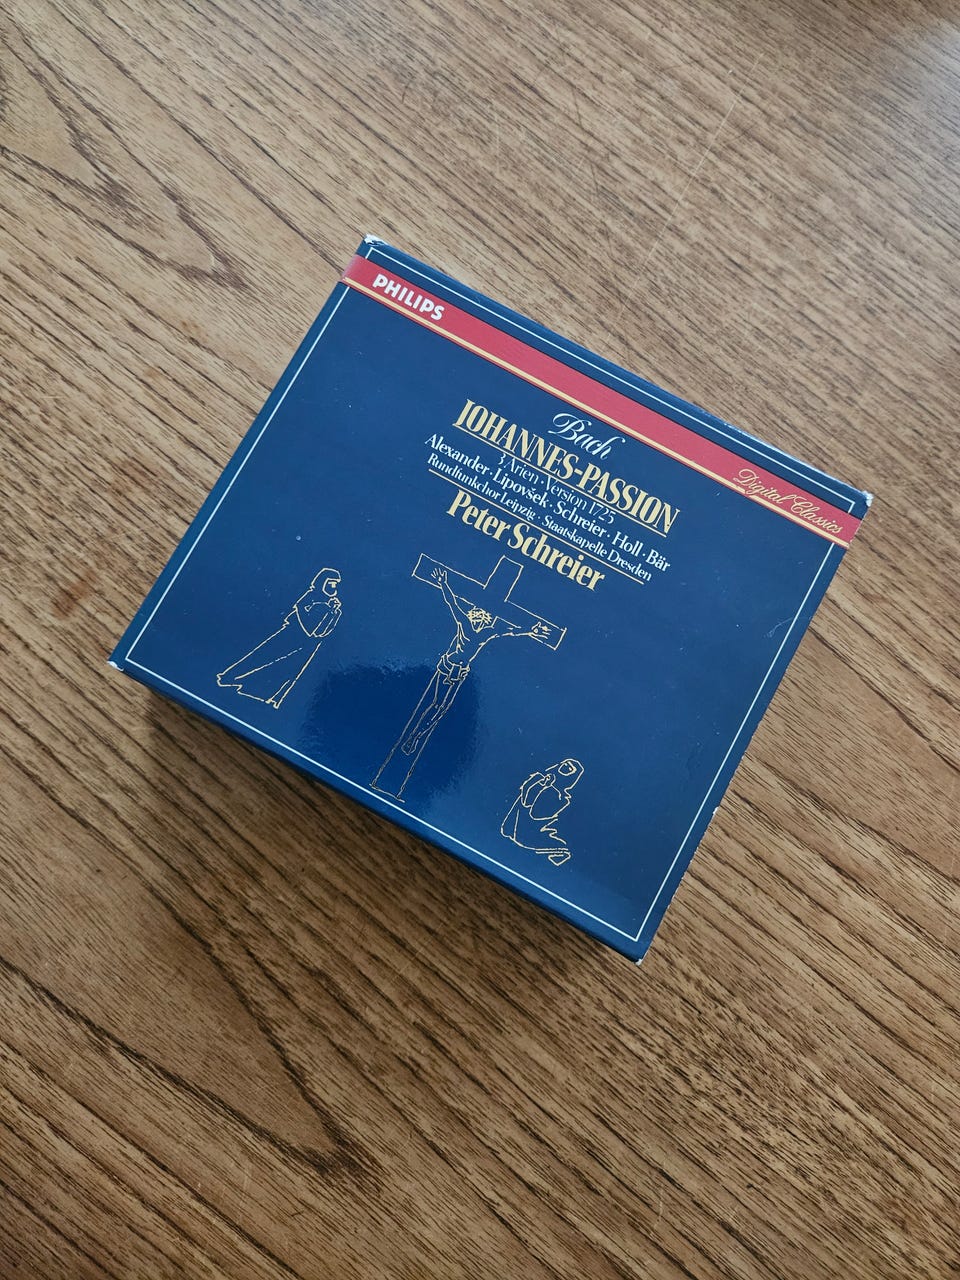 PHILIPS
Digital Classics
Bach
JOHANNES-PASSION
3 Arien · Version 1725
Alexander · Lipovšek · Schreier · Holl · Bär
Rundfunkchor Leipzig · Staatskapelle Dresden
Peter Schreier